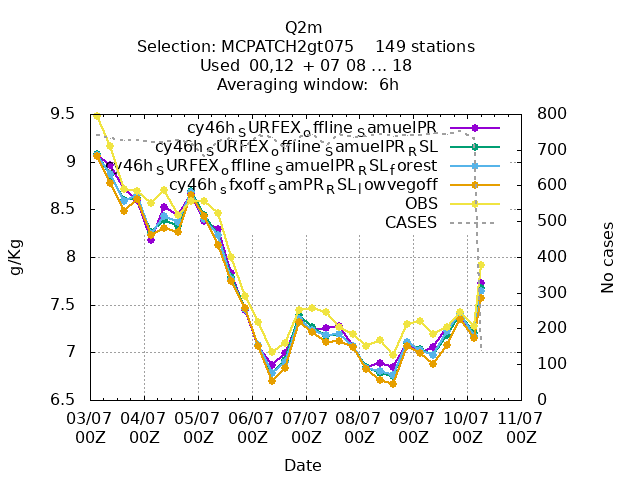 Q2m
Selection: MCPATCH2gt075 149 stations
Used 00,12 + 07 08 ... 18
Averaging window: 6h
cy46h_SURFEX_offline_SamuelPR
cy46h_SURFEX_offline_SamuelPR_RSL
y46h_SURFEX_offline_SamuelPR_RSL_forest
cy46h_sfxoff_SamPR_RSL_lowvegoff
OBS
CASES
9.5
9
8.5
8
7.5
7
6.5
g/Kg
800
700
600
500
400
300
200
100
0
No cases
03/07 04/07 05/07 06/07 07/07 08/07 09/07 10/07 11/07
00Z 00Z 00Z 00Z 00Z 00Z 00Z 00Z 00Z
Date